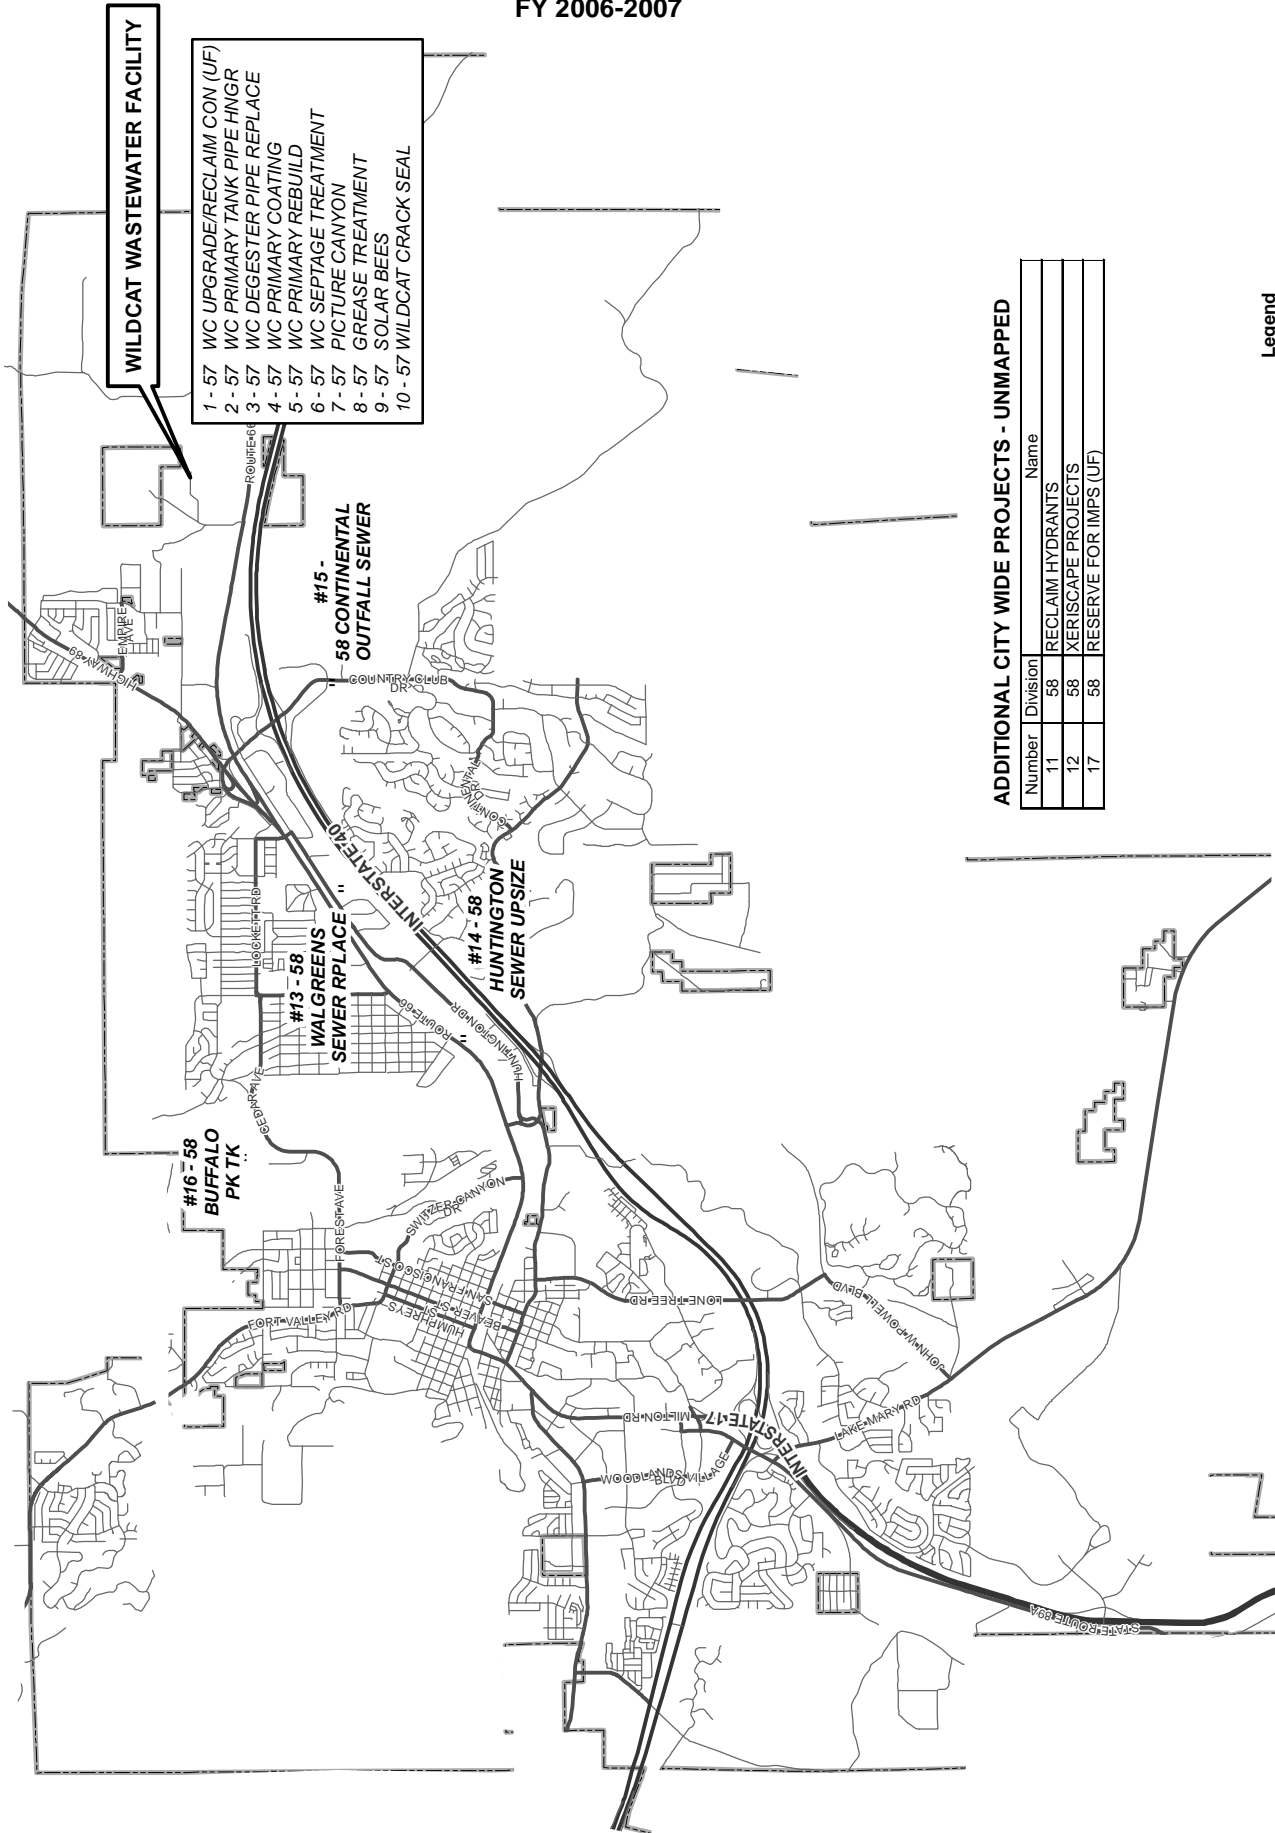 FY 2006-2007
WILDCAT WASTEWATER FACILITY
1 - 57 WC UPGRADE/RECLAIM CON (UF)
2 - 57 WC PRIMARY TANK PIPE HNGR
3 - 57 WC DEGESTER PIPE REPLACE
4 - 57 WC PRIMARY COATING
5 - 57 WC PRIMARY REBUILD
6 - 57 WC SEPTAGE TREATMENT
7 - 57 PICTURE CANYON
8 - 57 GREASE TREATMENT
9 - 57 SOLAR BEES
10 - 57 WILDCAT CRACK SEAL
ROUTE 66
HIGHWAY 89
EMPIRE
AVE
#15 -
58 CONTINENTAL
OUTFALL SEWER
COUNTRY CLUB
DR
CONTINENTAL
DR
INTERSTATE 40
LOCKETT RD
#13 - 58
WALGREENS
SEWER RPLACE
"
#14 - 58
HUNTINGTON
SEWER UPSIZE
ROUTE 66
HUNTINGTON DR
CEDAR AVE
#16 - 58
BUFFALO
PK TK
FOREST AVE
SWITZER CANYON
DR
SAN FRANCISCO ST
BEAVER ST
HUMPHREYS ST
FORT VALLEY RD
LONE TREE RD
JOHN W POWELL BLVD
MILTON RD
INTERSTATE 17
LAKE MARY RD
WOODLANDS VILLAGE
BLVD
STATE ROUTE 89A
ADDITIONAL CITY WIDE PROJECTS - UNMAPPED
Number Division Name
11 58 RECLAIM HYDRANTS
12 58 XERISCAPE PROJECTS
17 58 RESERVE FOR IMPS (UF)
Legend